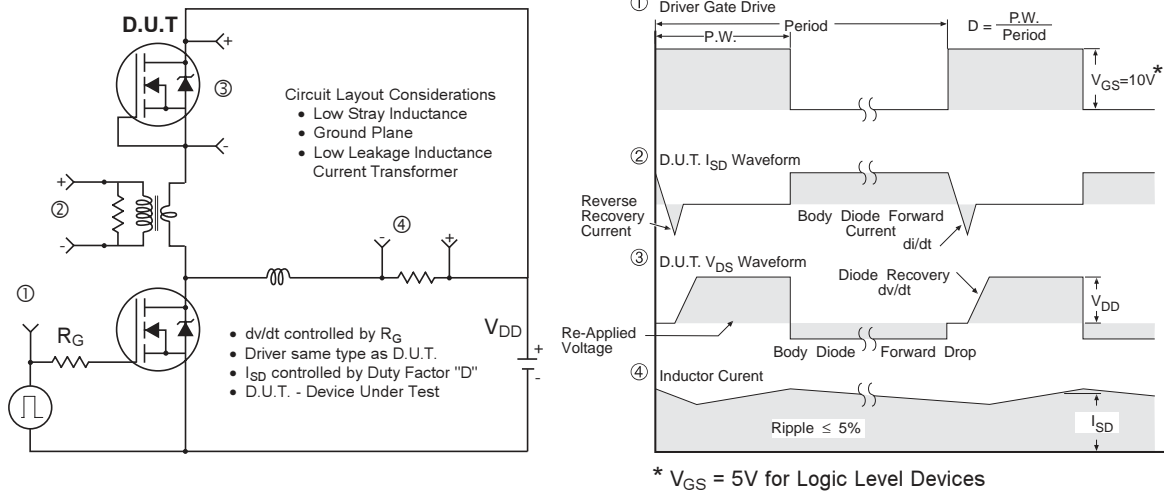 D.U.T
+
③
-
Circuit Layout Considerations
• Low Stray Inductance
• Ground Plane
• Low Leakage Inductance
Current Transformer
+
②
-
④
- +
①
RG
VDD
+
-
• dv/dt controlled by RG
• Driver same type as D.U.T.
• ISD controlled by Duty Factor "D"
• D.U.T. - Device Under Test
① Driver Gate Drive
Period
P.W.
D = P.W.
Period
VGS=10V*
② D.U.T. ISD Waveform
Reverse
Recovery
Current
Body Diode Forward
Current
di/dt
③ D.U.T. VDS Waveform
Diode Recovery
dv/dt
VDD
Re-Applied
Voltage
Body Diode Forward Drop
④ Inductor Curent
ISD
Ripple ≤ 5%
* VGS = 5V for Logic Level Devices